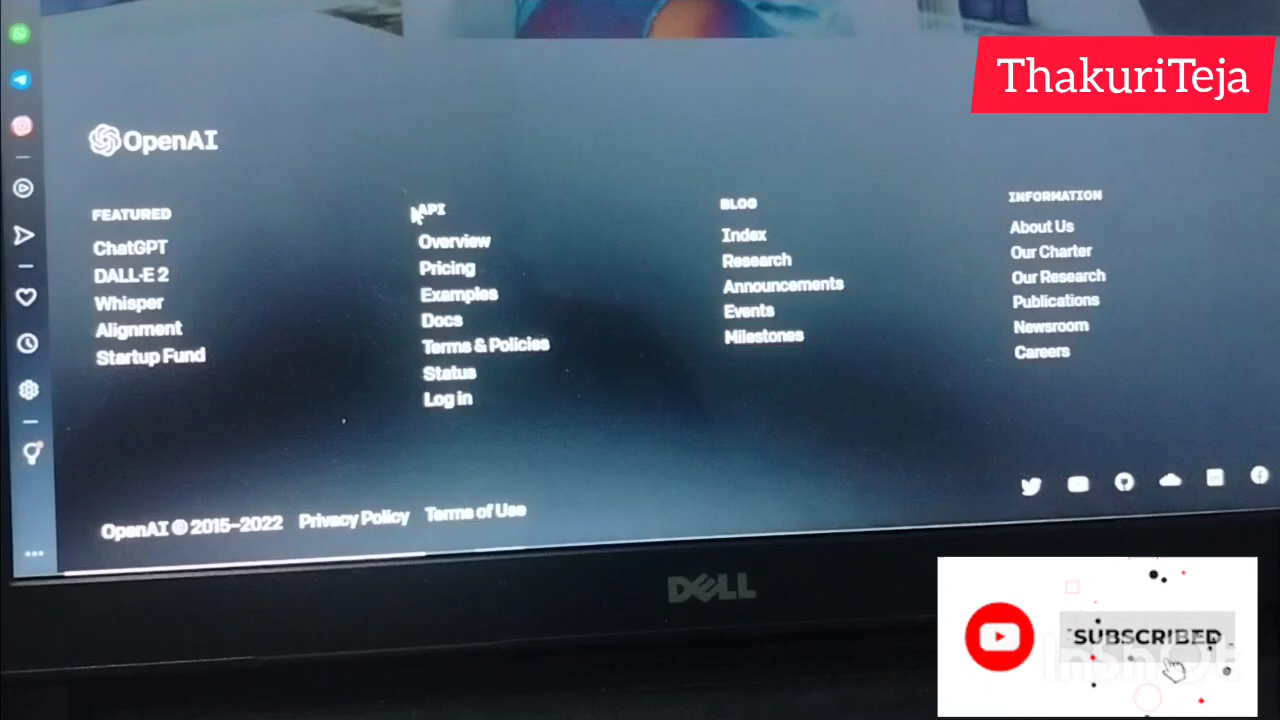 ThakuriTeja
OpenAI
FEATURED
ChatGPT
DALL·E 2
Whisper
Alignment
Startup Fund
API
Overview
Pricing
Examples
Docs
Terms & Policies
Status
Log in
BLOG
Index
Research
Announcements
Events
Milestones
INFORMATION
About Us
Our Charter
Our Research
Publications
Newsroom
Careers
OpenAI © 2015–2022 Privacy Policy Terms of Use
DELL
SUBSCRIBED
InShOt